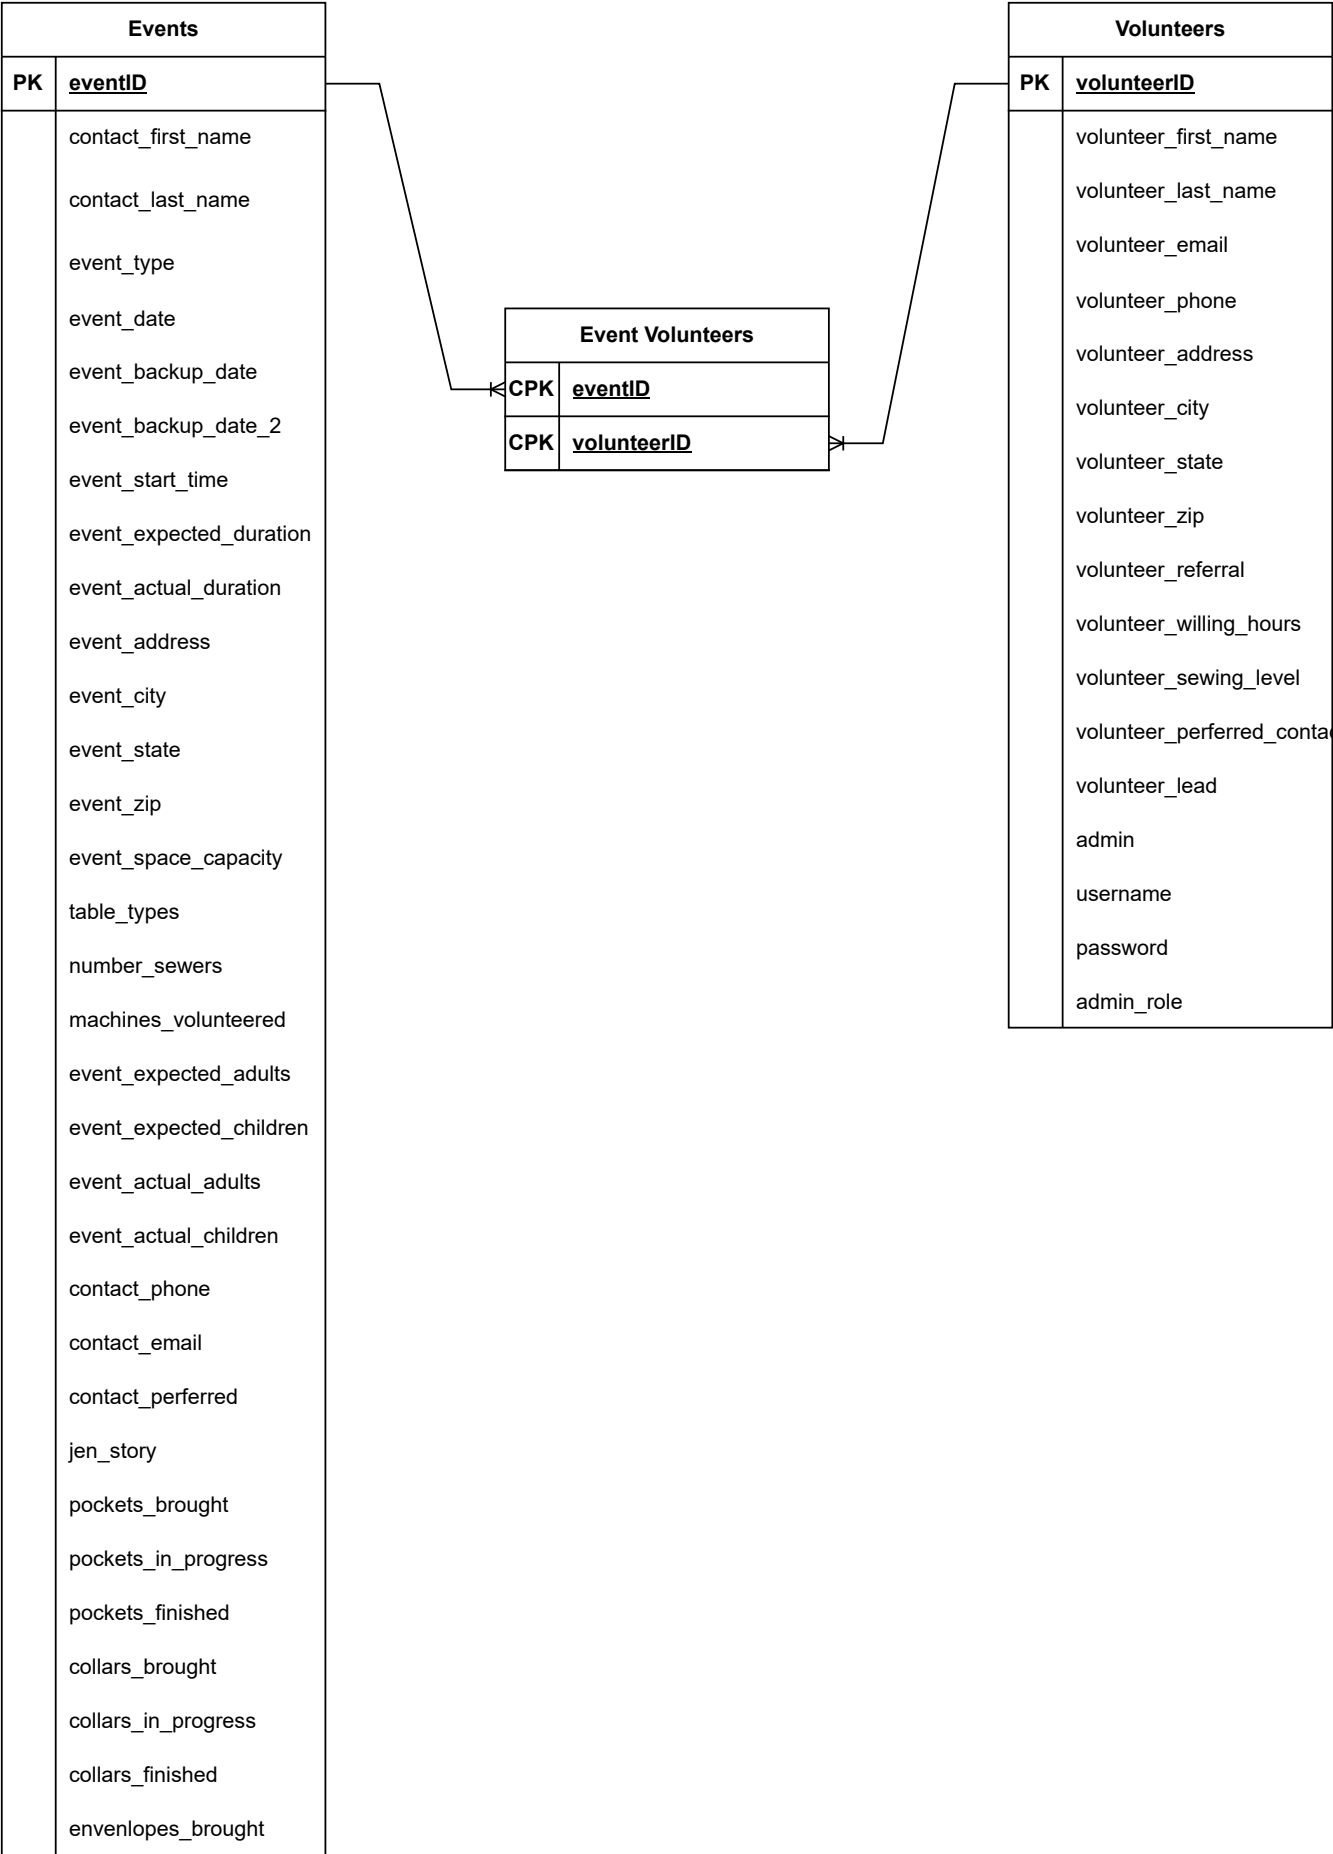 Events
PK eventID
contact_first_name
contact_last_name
event_type
event_date
event_backup_date
event_backup_date_2
event_start_time
event_expected_duration
event_actual_duration
event_address
event_city
event_state
event_zip
event_space_capacity
table_types
number_sewers
machines_volunteered
event_expected_adults
event_expected_children
event_actual_adults
event_actual_children
contact_phone
contact_email
contact_perferred
jen_story
pockets_brought
pockets_in_progress
pockets_finished
collars_brought
collars_in_progress
collars_finished
envenlopes_brought
Event Volunteers
CPK eventID
CPK volunteerID
Volunteers
PK volunteerID
volunteer_first_name
volunteer_last_name
volunteer_email
volunteer_phone
volunteer_address
volunteer_city
volunteer_state
volunteer_zip
volunteer_referral
volunteer_willing_hours
volunteer_sewing_level
volunteer_perferred_contac
volunteer_lead
admin
username
password
admin_role